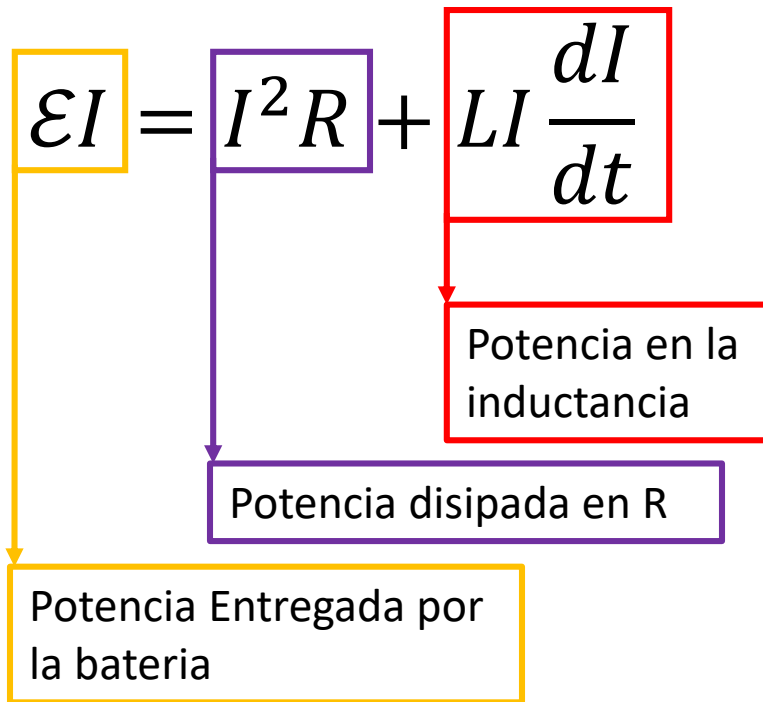 ℰI = I²R + LI dI/dt
Potencia en la
inductancia
Potencia disipada en R
Potencia Entregada por
la bateria